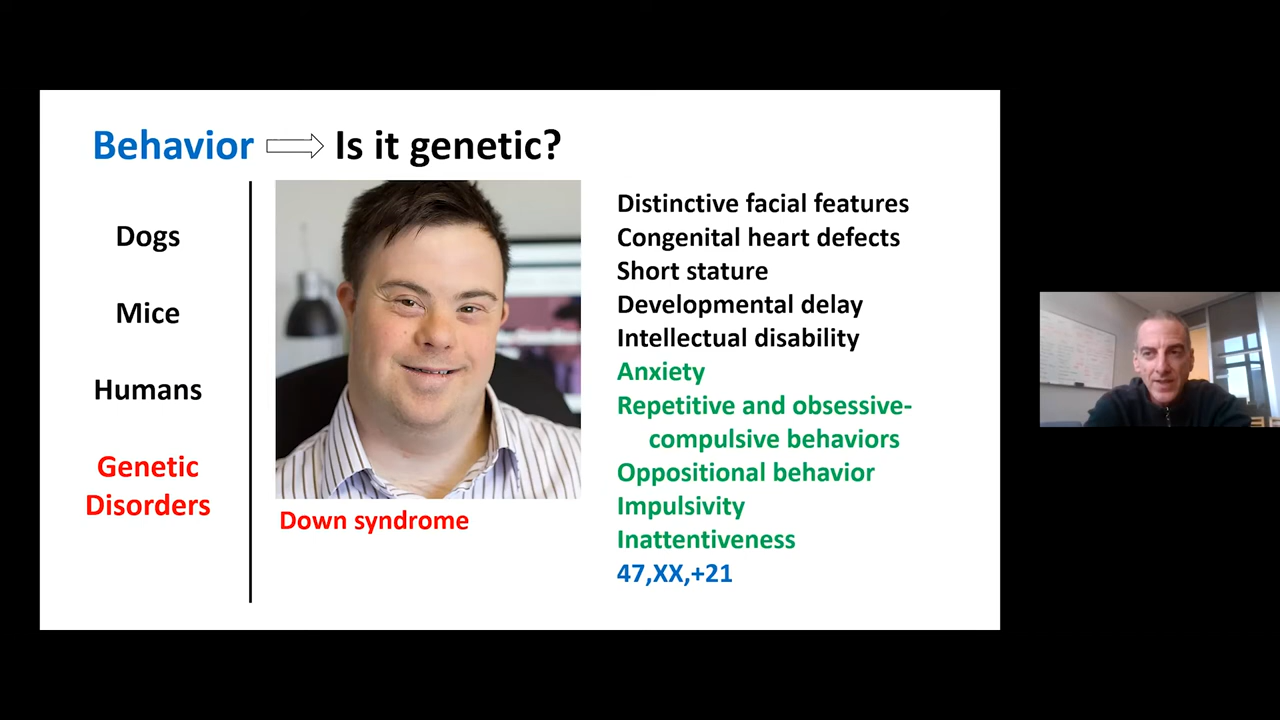 Behavior Is it genetic?
Dogs
Mice
Humans
Genetic
Disorders
Down syndrome
Distinctive facial features
Congenital heart defects
Short stature
Developmental delay
Intellectual disability
Anxiety
Repetitive and obsessive-
compulsive behaviors
Oppositional behavior
Impulsivity
Inattentiveness
47,XX,+21